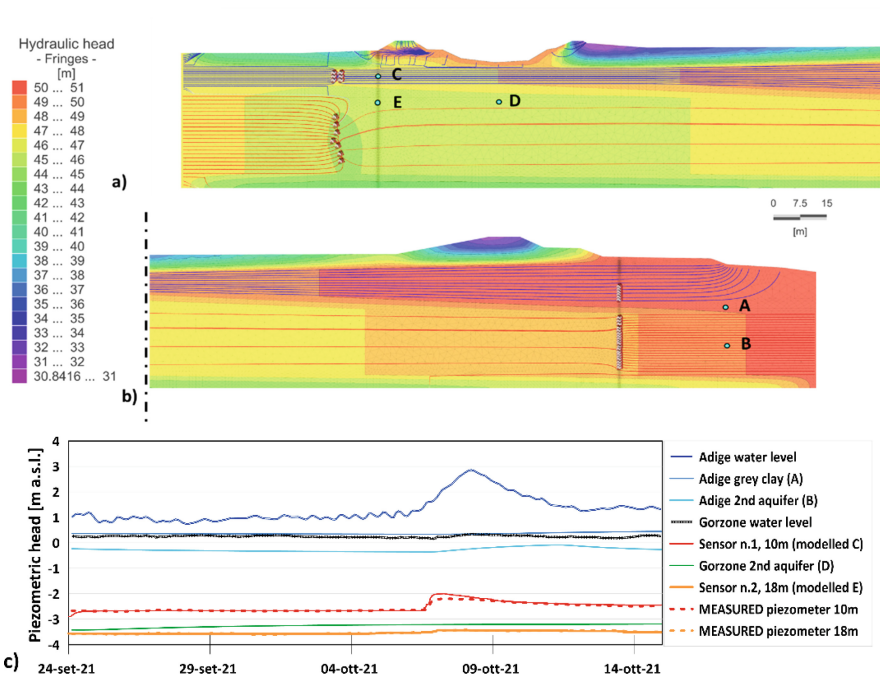 Hydraulic head
- Fringes -
[m]
50 ... 51
49 ... 50
48 ... 49
47 ... 48
46 ... 47
45 ... 46
44 ... 45
43 ... 44
42 ... 43
41 ... 42
40 ... 41
39 ... 40
38 ... 39
37 ... 38
36 ... 37
35 ... 36
34 ... 35
33 ... 34
32 ... 33
31 ... 32
30.8416 ... 31
a)
C
E
D
0 7.5 15
[m]
b)
A
B
c)
Piezometric head [m a.s.l.]
4
3
2
1
0
-1
-2
-3
-4
24-set-21
29-set-21
04-ott-21
09-ott-21
14-ott-21
Adige water level
Adige grey clay (A)
Adige 2nd aquifer (B)
Gorzone water level
Sensor n.1, 10m (modelled C)
Gorzone 2nd aquifer (D)
Sensor n.2, 18m (modelled E)
MEASURED piezometer 10m
MEASURED piezometer 18m